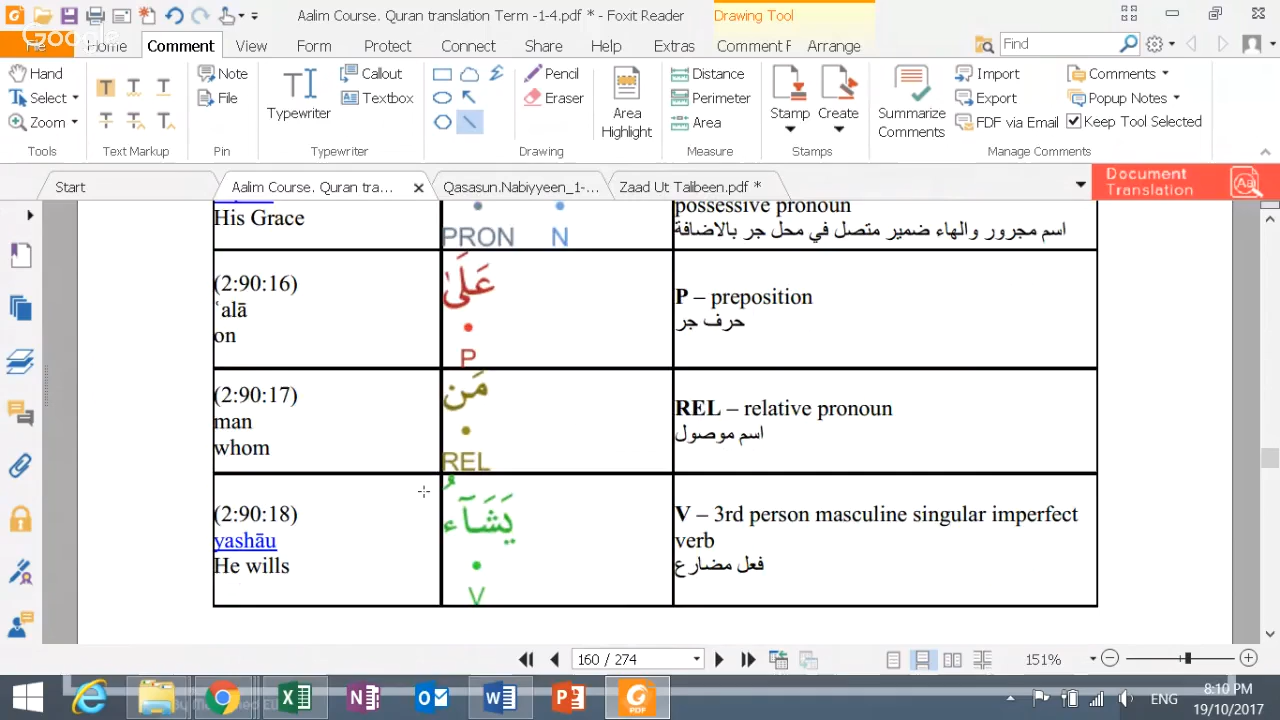 Aalim Course. Quran translation Term -1-4.pdf * - Foxit Reader
Drawing Tool
Google
File Home Comment View Form Protect Connect Share Help Extras Comment F Arrange Find
Hand
Select
Zoom
Tools
Text Markup
Note
File
Pin
Typewriter
Callout
Textbox
Typewriter
Pencil
Eraser
Area Highlight
Drawing
Distance
Perimeter
Area
Measure
Stamp
Create
Stamps
Summarize Comments
Import
Export
FDF via Email
Comments
Popup Notes
Keep Tool Selected
Manage Comments
Start
Aalim Course. Quran tra...
Qasasun.Nabiyyeen_1-...
Zaad Ut Talibeen.pdf *
Document Translation
His Grace
PRON N
possessive pronoun
اسم مجرور والهاء ضمير متصل في محل جر بالاضافة
(2:90:16)
ʿalā
on
عَلَىٰ
P
P – preposition
حرف جر
(2:90:17)
man
whom
مَن
REL
REL – relative pronoun
اسم موصول
(2:90:18)
yashāu
He wills
يَشَآءُ
V
V – 3rd person masculine singular imperfect
verb
فعل مضارع
160 / 274
151%
ENG
8:10 PM
19/10/2017